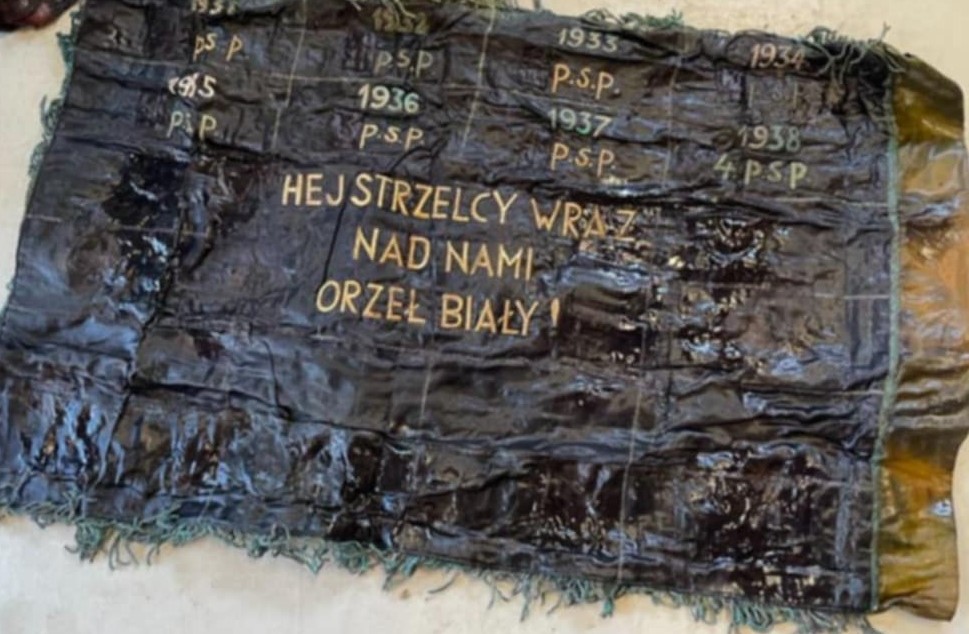 1933 1934
p.s.p. p.s.p p.s.p.
1936 1937 1938
p.s.p. p.s.p. p.s.p. 4 p.s.p.
HEJ STRZELCY WRAZ
NAD NAMI
ORZEŁ BIAŁY !